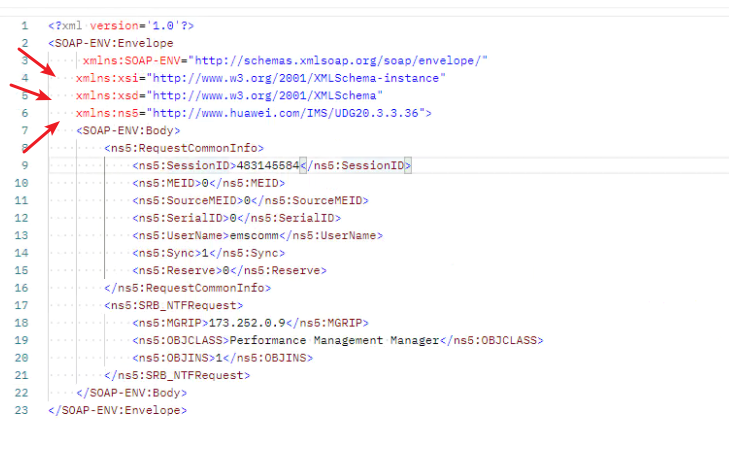 1 <?xml version='1.0'?>
2 <SOAP-ENV:Envelope
3 xmlns:SOAP-ENV="http://schemas.xmlsoap.org/soap/envelope/"
4 xmlns:xsi="http://www.w3.org/2001/XMLSchema-instance"
5 xmlns:xsd="http://www.w3.org/2001/XMLSchema"
6 xmlns:ns5="http://www.huawei.com/IMS/UDG20.3.3.36">
7 <SOAP-ENV:Body>
8 <ns5:RequestCommonInfo>
9 <ns5:SessionID>483145584</ns5:SessionID>
10 <ns5:MEID>0</ns5:MEID>
11 <ns5:SourceMEID>0</ns5:SourceMEID>
12 <ns5:SerialID>0</ns5:SerialID>
13 <ns5:UserName>emscomm</ns5:UserName>
14 <ns5:Sync>1</ns5:Sync>
15 <ns5:Reserve>0</ns5:Reserve>
16 </ns5:RequestCommonInfo>
17 <ns5:SRB_NTFRequest>
18 <ns5:MGRIP>173.252.0.9</ns5:MGRIP>
19 <ns5:OBJCLASS>Performance Management Manager</ns5:OBJCLASS>
20 <ns5:OBJINS>1</ns5:OBJINS>
21 </ns5:SRB_NTFRequest>
22 </SOAP-ENV:Body>
23 </SOAP-ENV:Envelope>